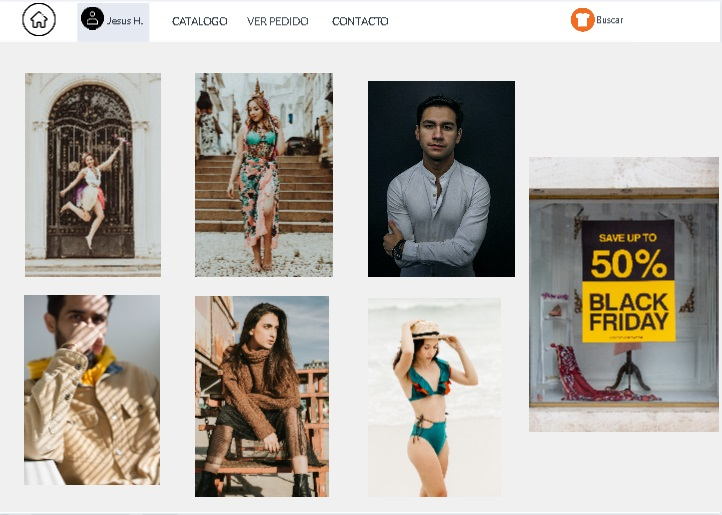 Jesus H.
CATALOGO
VER PEDIDO
CONTACTO
Buscar
SAVE UP TO
50%
BLACK
FRIDAY